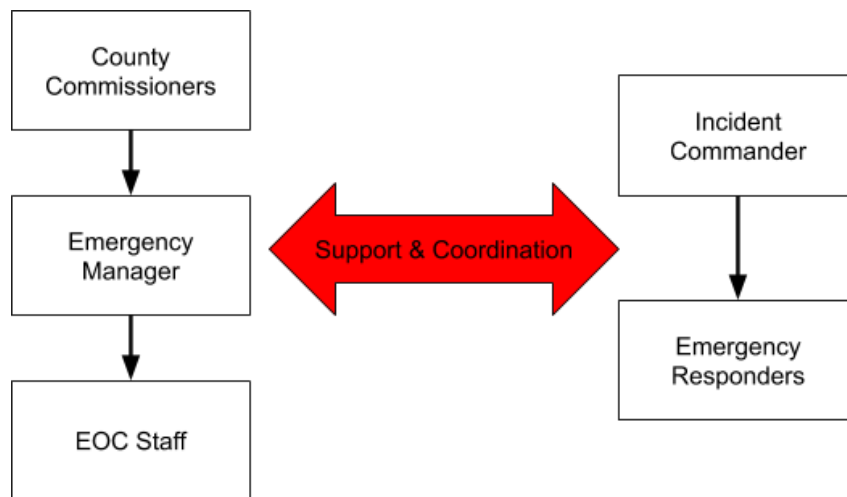 County
Commissioners
Emergency
Manager
EOC Staff
Support & Coordination
Incident
Commander
Emergency
Responders